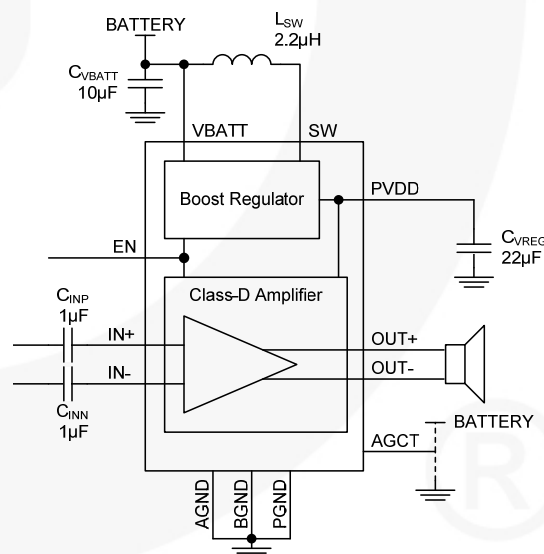 BATTERY
LSW
2.2µH
CVBATT
10µF
VBATT
SW
Boost Regulator
PVDD
CVREG
22µF
EN
Class-D Amplifier
CINP
1µF
IN+
OUT+
IN-
OUT-
CINN
1µF
BATTERY
AGCT
AGND
BGND
PGND
®